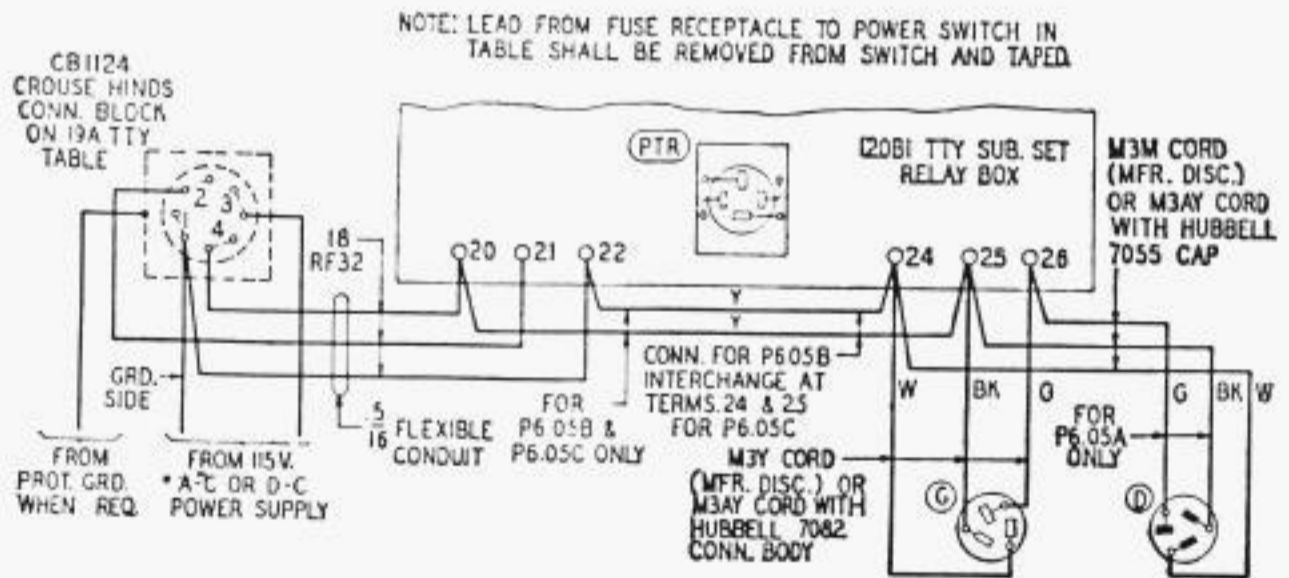 NOTE: LEAD FROM FUSE RECEPTACLE TO POWER SWITCH IN
TABLE SHALL BE REMOVED FROM SWITCH AND TAPED.
CB1124
CROUSE HINDS
CONN. BLOCK
ON 19A TTY
TABLE
PTR
120B1 TTY SUB. SET
RELAY BOX
M3M CORD
(MFR. DISC.)
OR M3AY CORD
WITH HUBBELL
7055 CAP
2
3
1
4
18
RF32
20
21
22
24
25
26
Y
Y
GRD.
SIDE
5/16 FLEXIBLE
CONDUIT
FOR
P6.05B &
P6.05C ONLY
CONN. FOR P6.05B
INTERCHANGE AT
TERMS. 24 & 25
FOR P6.05C
W
BK
G
G
BK
W
FOR
P6.05A
ONLY
FROM
PROT. GRD.
WHEN REQ.
FROM 115V.
* A-C OR D-C
POWER SUPPLY
M3Y CORD
(MFR. DISC.) OR
M3AY CORD WITH
HUBBELL 7082
CONN. BODY
C
D